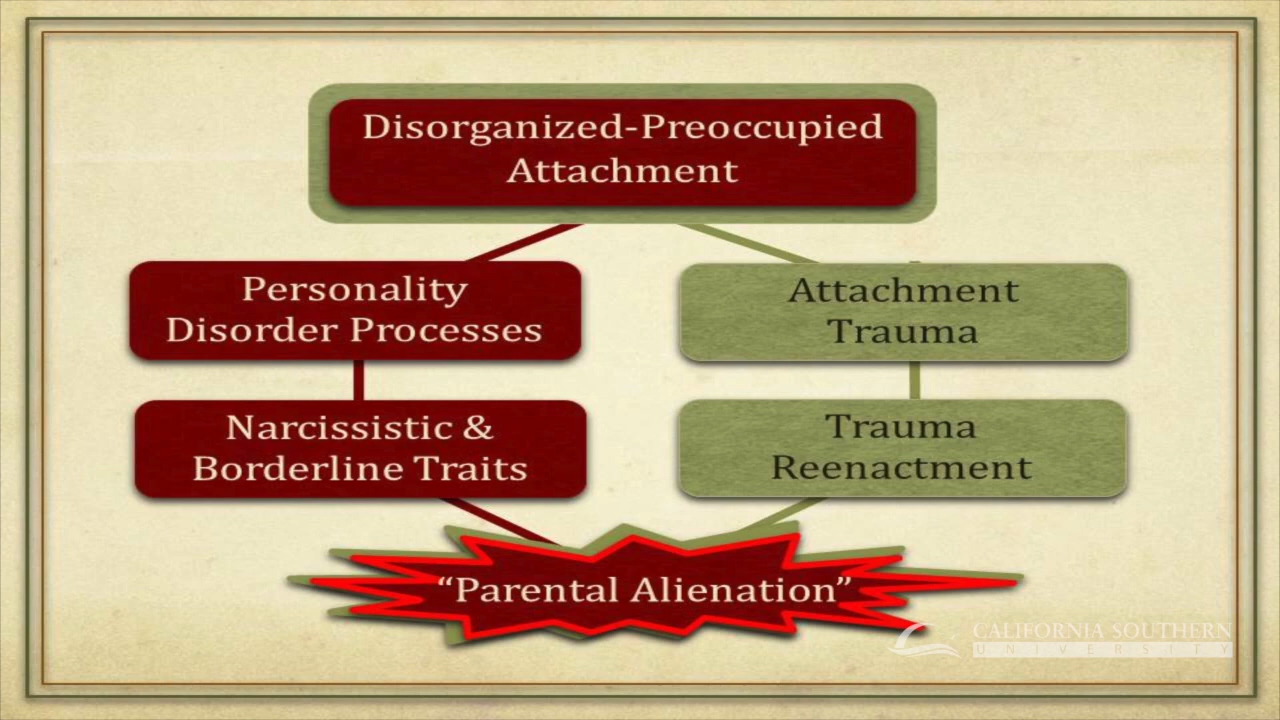 Disorganized-Preoccupied
Attachment
Personality
Disorder Processes
Attachment
Trauma
Narcissistic &
Borderline Traits
Trauma
Reenactment
“Parental Alienation”
CALIFORNIA SOUTHERN
UNIVERSITY